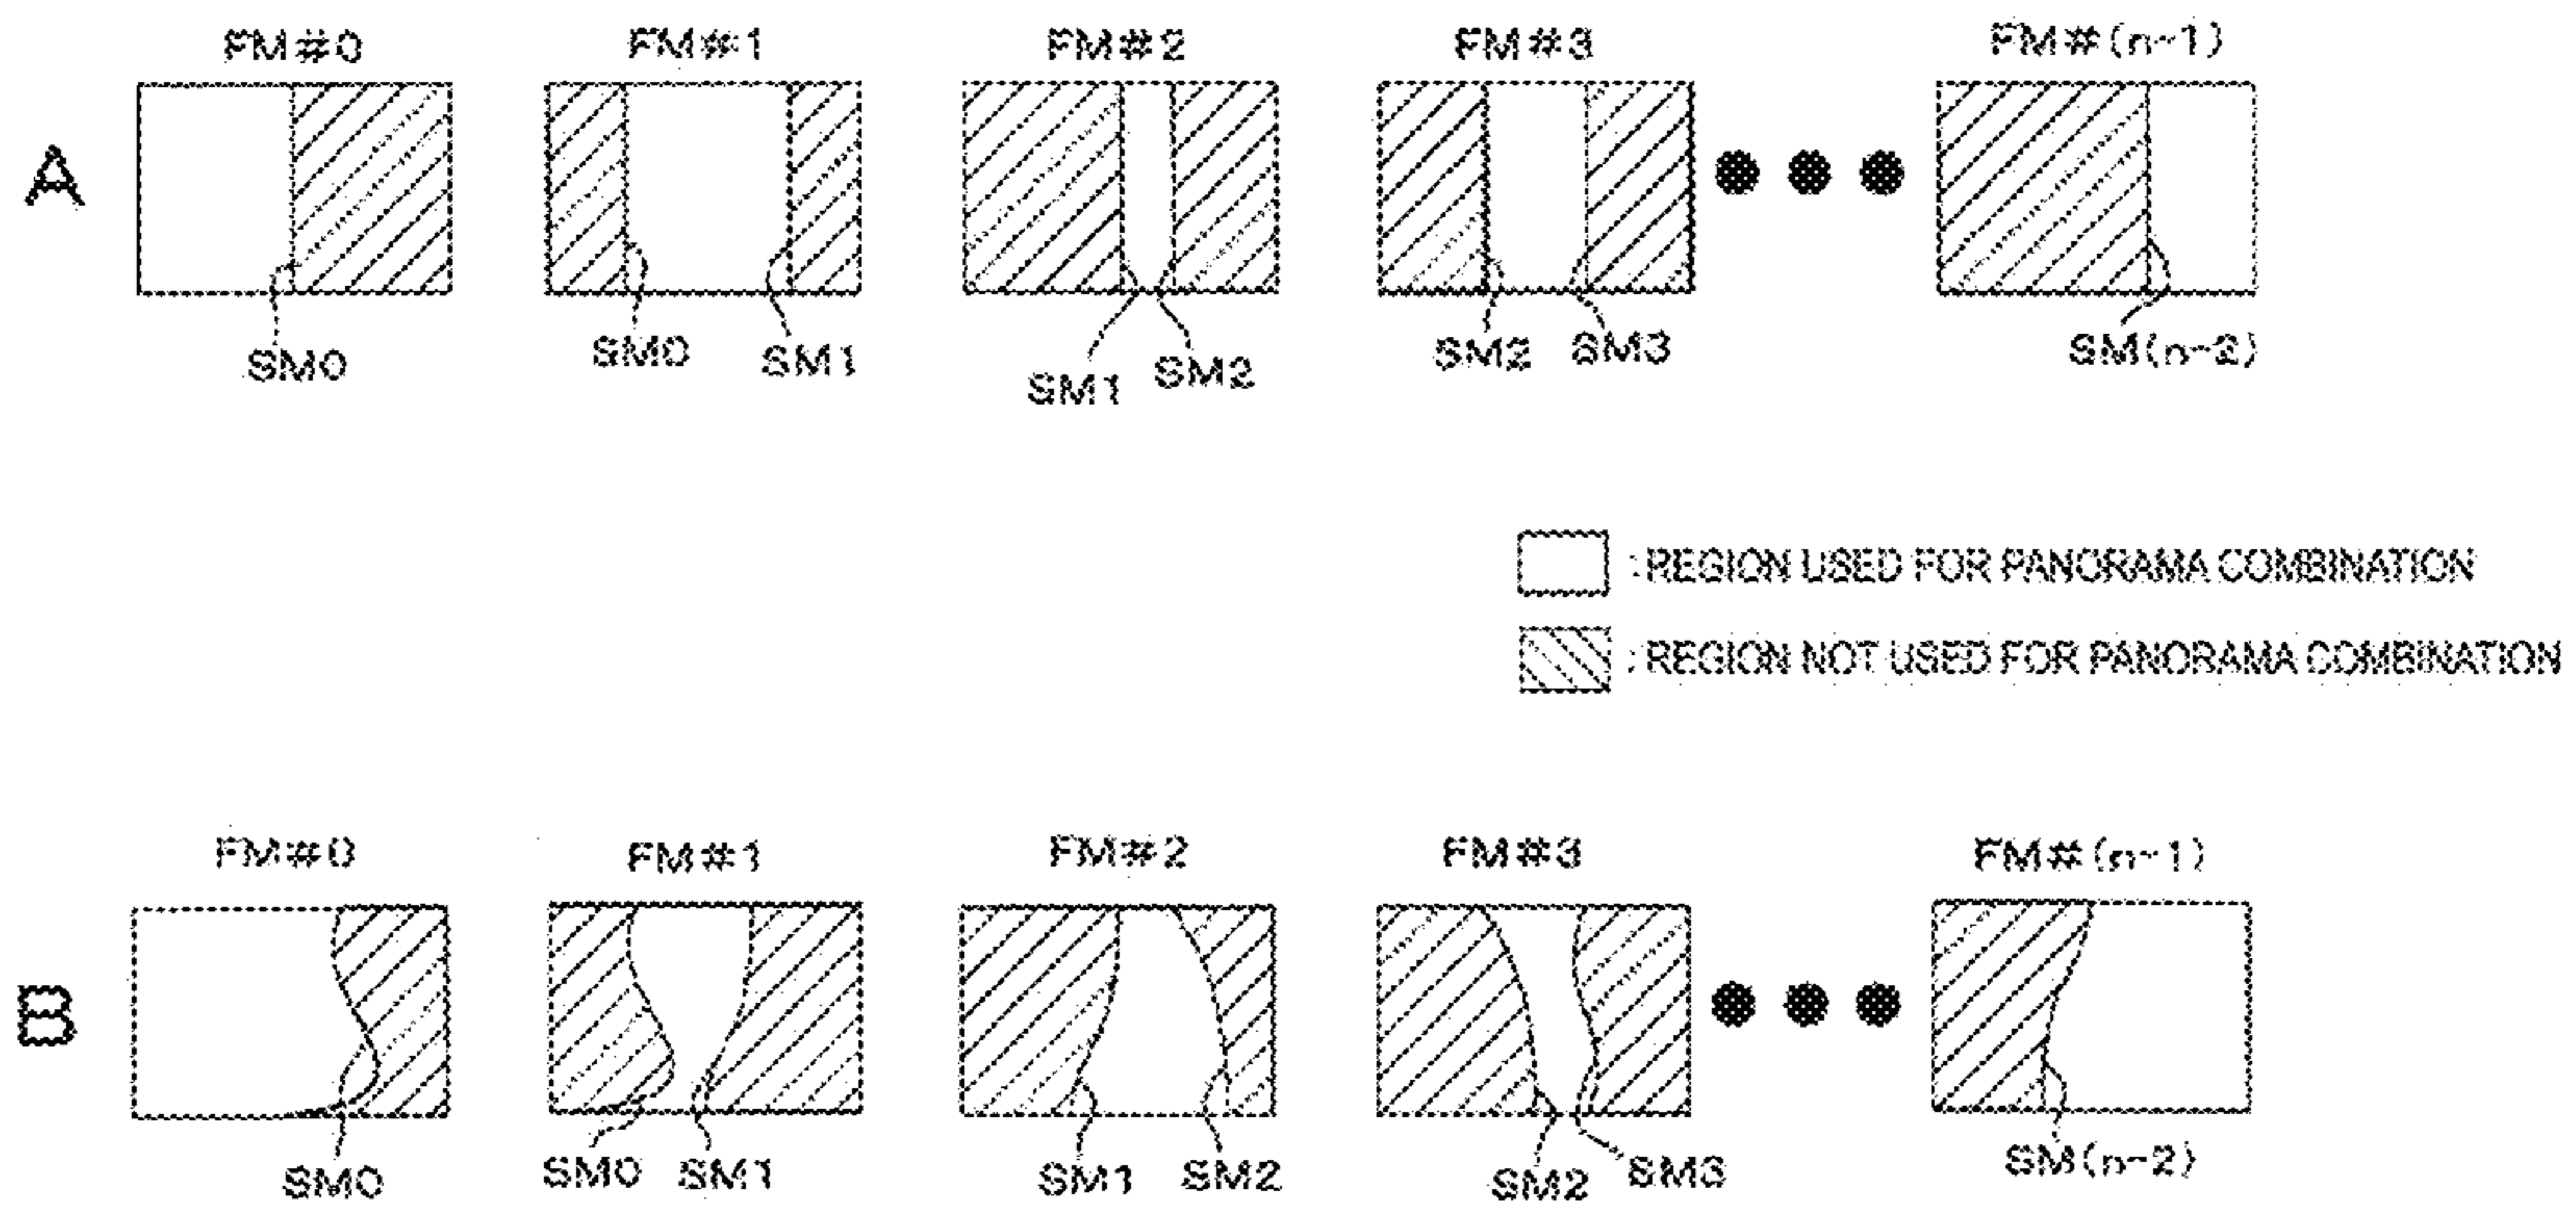 FM#0 FM#1 FM#2 FM#3 FM#(n-1)
A
SM0 SM0 SM1 SM1 SM2 SM2 SM3 SM(n-2)
: REGION USED FOR PANORAMA COMBINATION
: REGION NOT USED FOR PANORAMA COMBINATION
FM#0 FM#1 FM#2 FM#3 FM#(n-1)
B
SM0 SM0 SM1 SM1 SM2 SM2 SM3 SM(n-2)